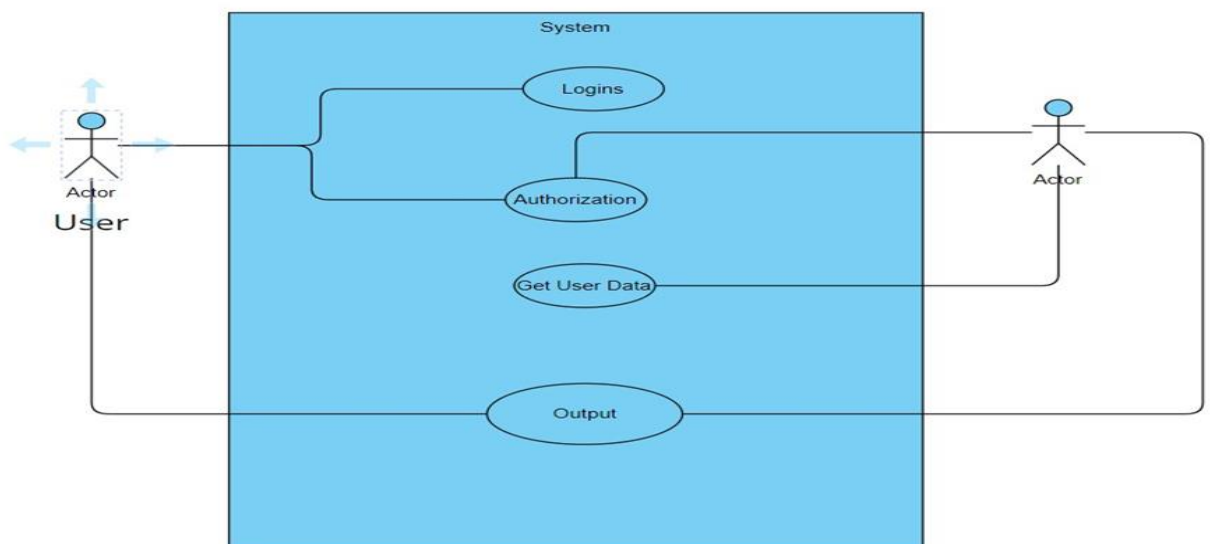 System
Logins
Actor
User
Actor
Authorization
Get User Data
Output